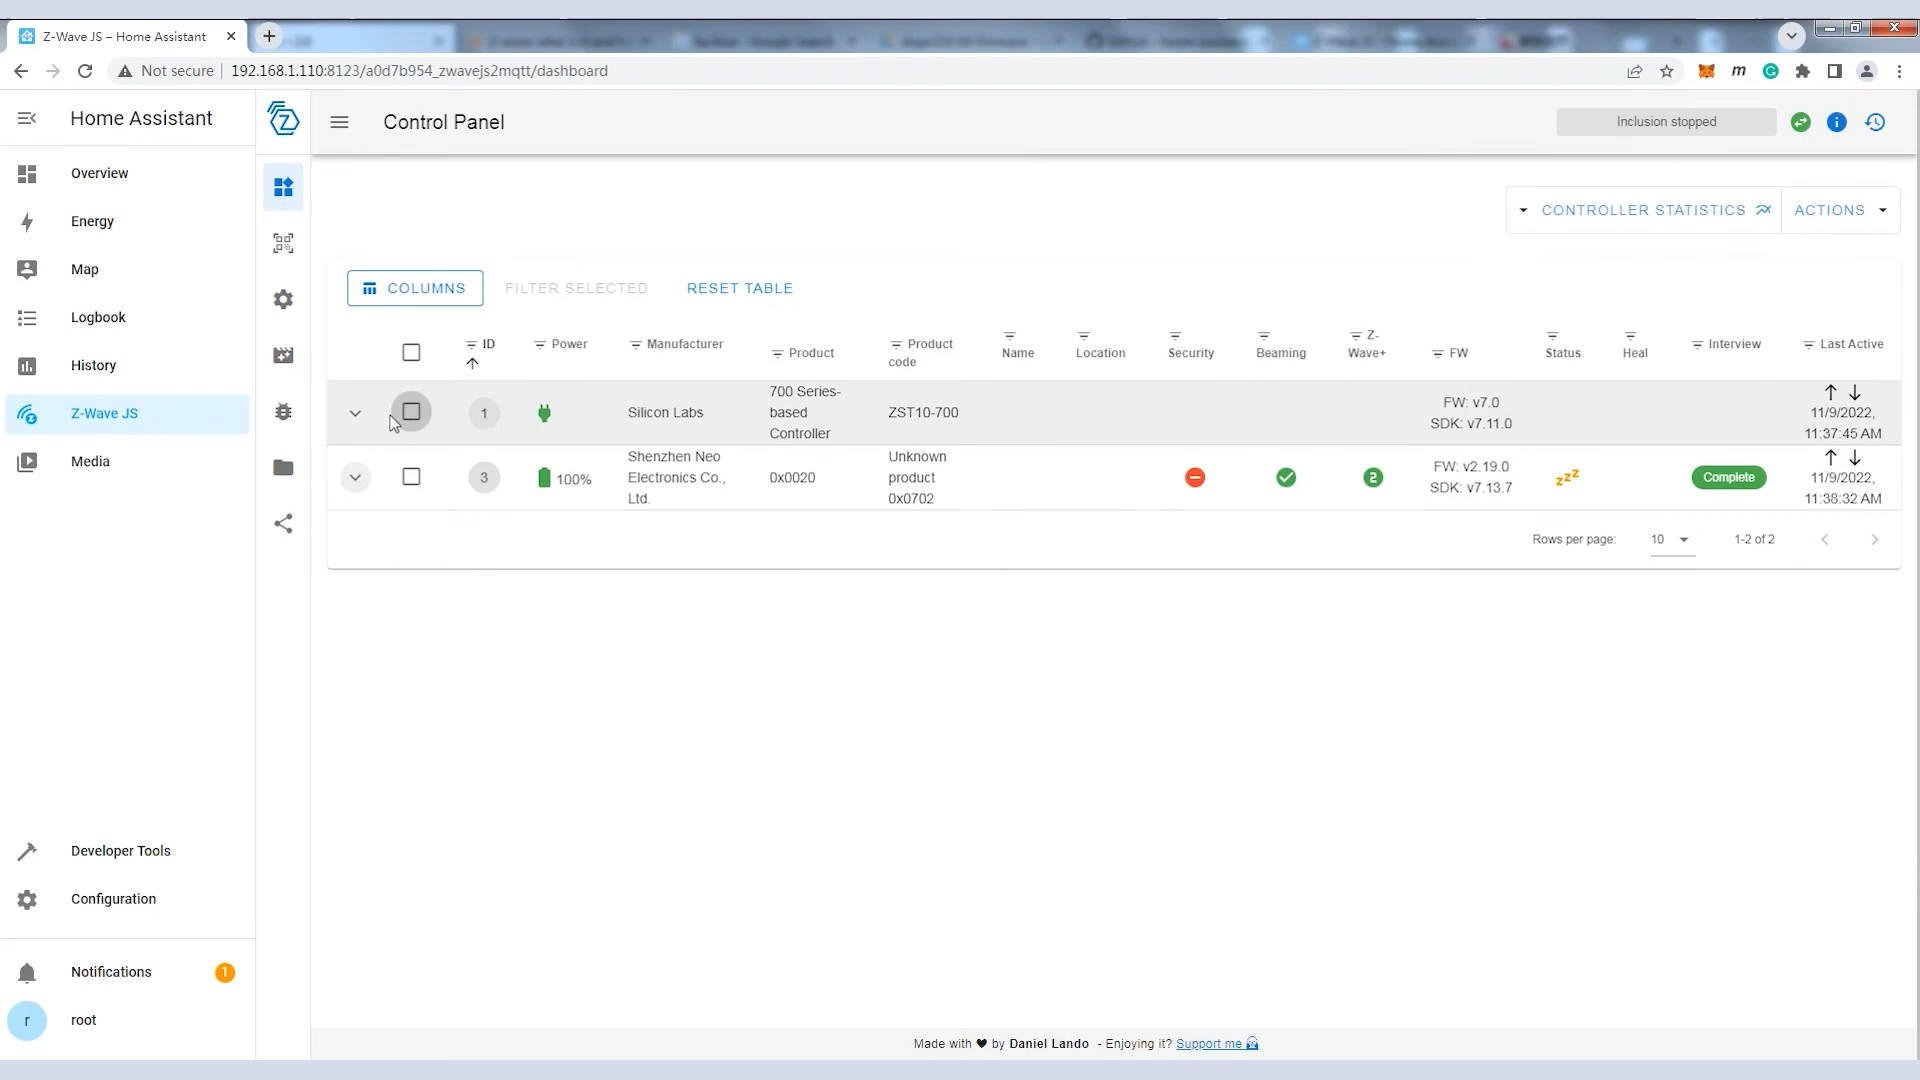 Z-Wave JS – Home Assistant
Not secure
192.168.1.110:8123/a0d7b954_zwavejs2mqtt/dashboard
Home Assistant
Overview
Energy
Map
Logbook
History
Z-Wave JS
Media
Developer Tools
Configuration
Notifications
1
r
root
Control Panel
Inclusion stopped
CONTROLLER STATISTICS
ACTIONS
COLUMNS
FILTER SELECTED
RESET TABLE
ID
Power
Manufacturer
Product
Product
code
Name
Location
Security
Beaming
Z-
Wave+
FW
Status
Heal
Interview
Last Active
1
Silicon Labs
700 Series-
based
Controller
ZST10-700
FW: v7.0
SDK: v7.11.0
11/9/2022,
11:37:45 AM
3
100%
Shenzhen Neo
Electronics Co.,
Ltd.
0x0020
Unknown
product
0x0702
2
FW: v2.19.0
SDK: v7.13.7
zzZ
Complete
11/9/2022,
11:38:32 AM
Rows per page:
10
1-2 of 2
Made with ♥ by Daniel Lando - Enjoying it? Support me